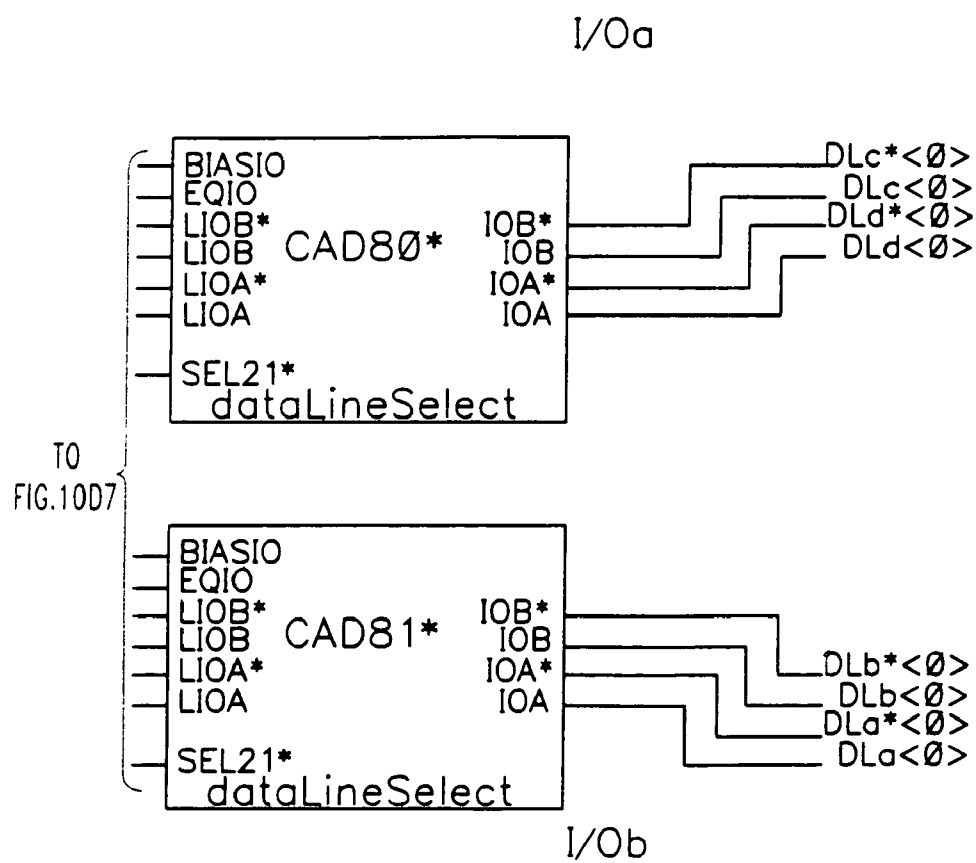 I/Oa
BIASIO
EQIO
LIOB*
LIOB
LIOA*
LIOA
SEL21*
CAD8Ø*
dataLineSelect
IOB*
IOB
IOA*
IOA
DLc*<Ø>
DLc<Ø>
DLd*<Ø>
DLd<Ø>
TO
FIG.10D7
BIASIO
EQIO
LIOB*
LIOB
LIOA*
LIOA
SEL21*
CAD81*
dataLineSelect
IOB*
IOB
IOA*
IOA
DLb*<Ø>
DLb<Ø>
DLa*<Ø>
DLa<Ø>
I/Ob